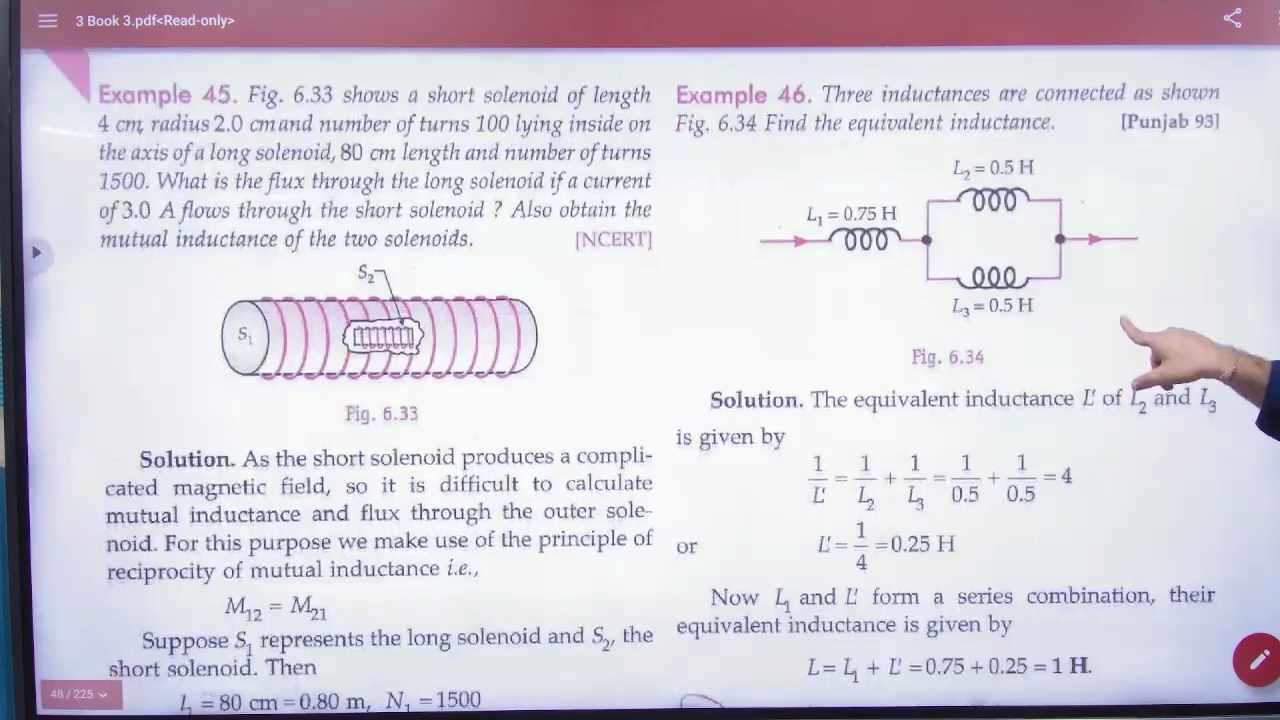 3 Book 3.pdf<Read-only>
Example 45. Fig. 6.33 shows a short solenoid of length
4 cm, radius 2.0 cm and number of turns 100 lying inside on
the axis of a long solenoid, 80 cm length and number of turns
1500. What is the flux through the long solenoid if a current
of 3.0 A flows through the short solenoid ? Also obtain the
mutual inductance of the two solenoids. [NCERT]
S₂
S₁
Fig. 6.33
Solution. As the short solenoid produces a compli-
cated magnetic field, so it is difficult to calculate
mutual inductance and flux through the outer sole-
noid. For this purpose we make use of the principle of
reciprocity of mutual inductance i.e.,
M₁₂ = M₂₁
Suppose S₁ represents the long solenoid and S₂, the
short solenoid. Then
l₁ = 80 cm = 0.80 m, N₁ = 1500
Example 46. Three inductances are connected as shown
Fig. 6.34 Find the equivalent inductance. [Punjab 93]
L₂ = 0.5 H
L₁ = 0.75 H
L₃ = 0.5 H
Fig. 6.34
Solution. The equivalent inductance L' of L₂ and L₃
is given by
1/L' = 1/L₂ + 1/L₃ = 1/0.5 + 1/0.5 = 4
or L' = 1/4 = 0.25 H
Now L₁ and L' form a series combination, their
equivalent inductance is given by
L = L₁ + L' = 0.75 + 0.25 = 1 H.
48 / 225